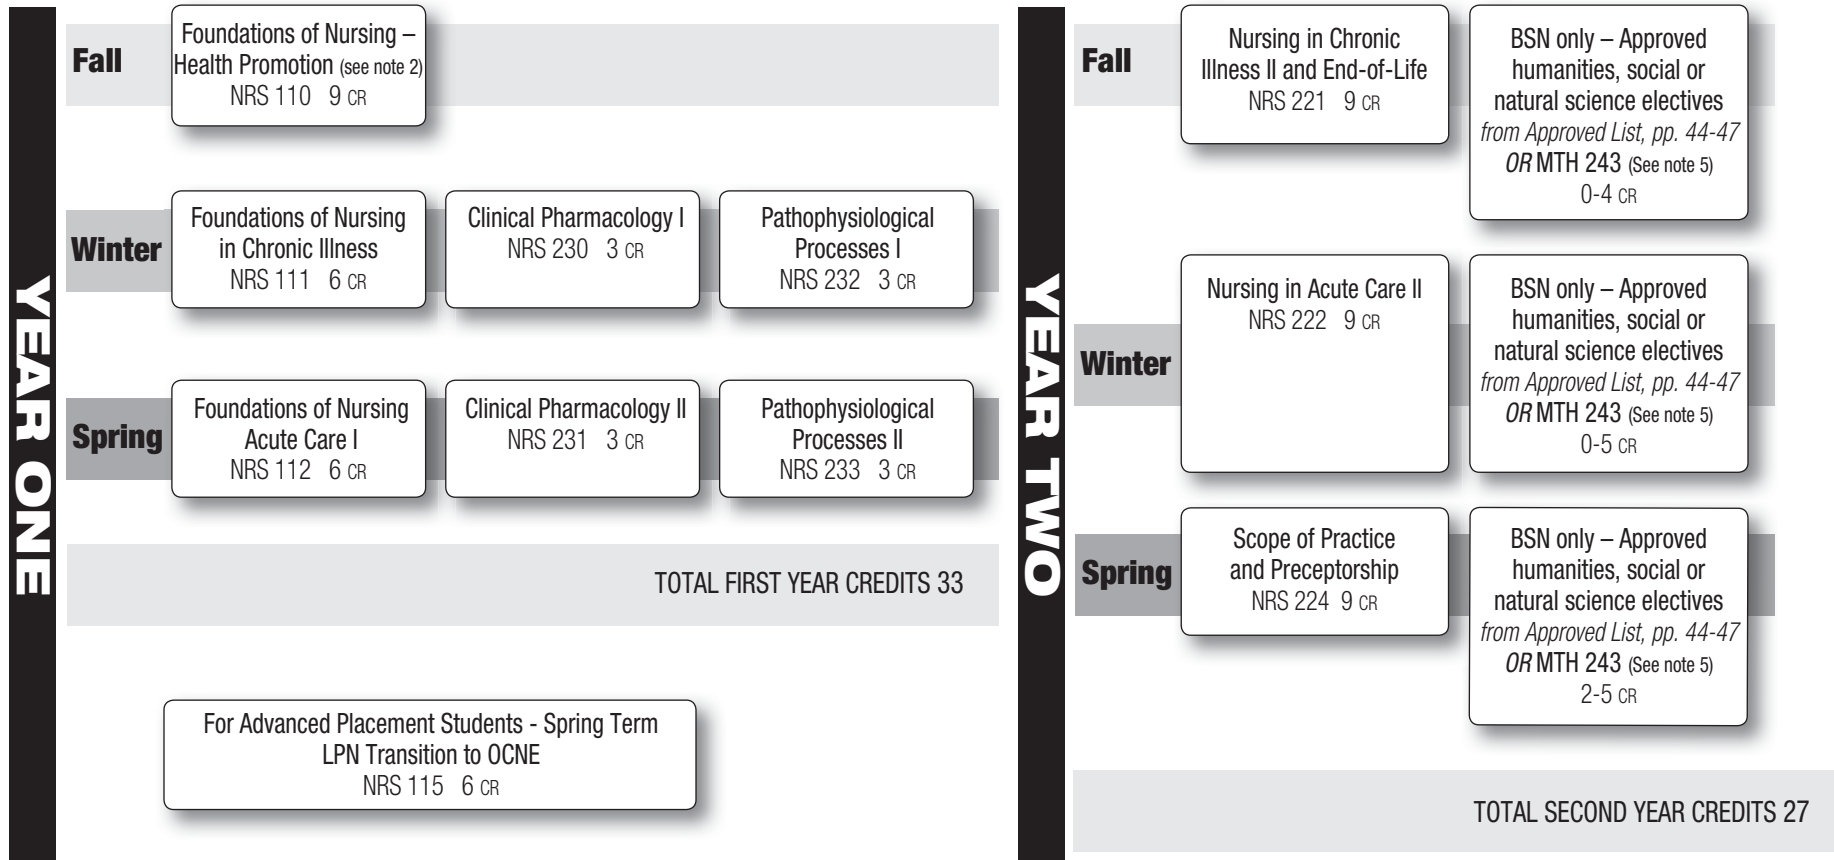 YEAR ONE
Fall
Foundations of Nursing –
Health Promotion (see note 2)
NRS 110 9 CR
Winter
Foundations of Nursing
in Chronic Illness
NRS 111 6 CR
Clinical Pharmacology I
NRS 230 3 CR
Pathophysiological
Processes I
NRS 232 3 CR
Spring
Foundations of Nursing
Acute Care I
NRS 112 6 CR
Clinical Pharmacology II
NRS 231 3 CR
Pathophysiological
Processes II
NRS 233 3 CR
TOTAL FIRST YEAR CREDITS 33
For Advanced Placement Students - Spring Term
LPN Transition to OCNE
NRS 115 6 CR
YEAR TWO
Fall
Nursing in Chronic
Illness II and End-of-Life
NRS 221 9 CR
BSN only – Approved
humanities, social or
natural science electives
from Approved List, pp. 44-47
OR MTH 243 (See note 5)
0-4 CR
Winter
Nursing in Acute Care II
NRS 222 9 CR
BSN only – Approved
humanities, social or
natural science electives
from Approved List, pp. 44-47
OR MTH 243 (See note 5)
0-5 CR
Spring
Scope of Practice
and Preceptorship
NRS 224 9 CR
BSN only – Approved
humanities, social or
natural science electives
from Approved List, pp. 44-47
OR MTH 243 (See note 5)
2-5 CR
TOTAL SECOND YEAR CREDITS 27